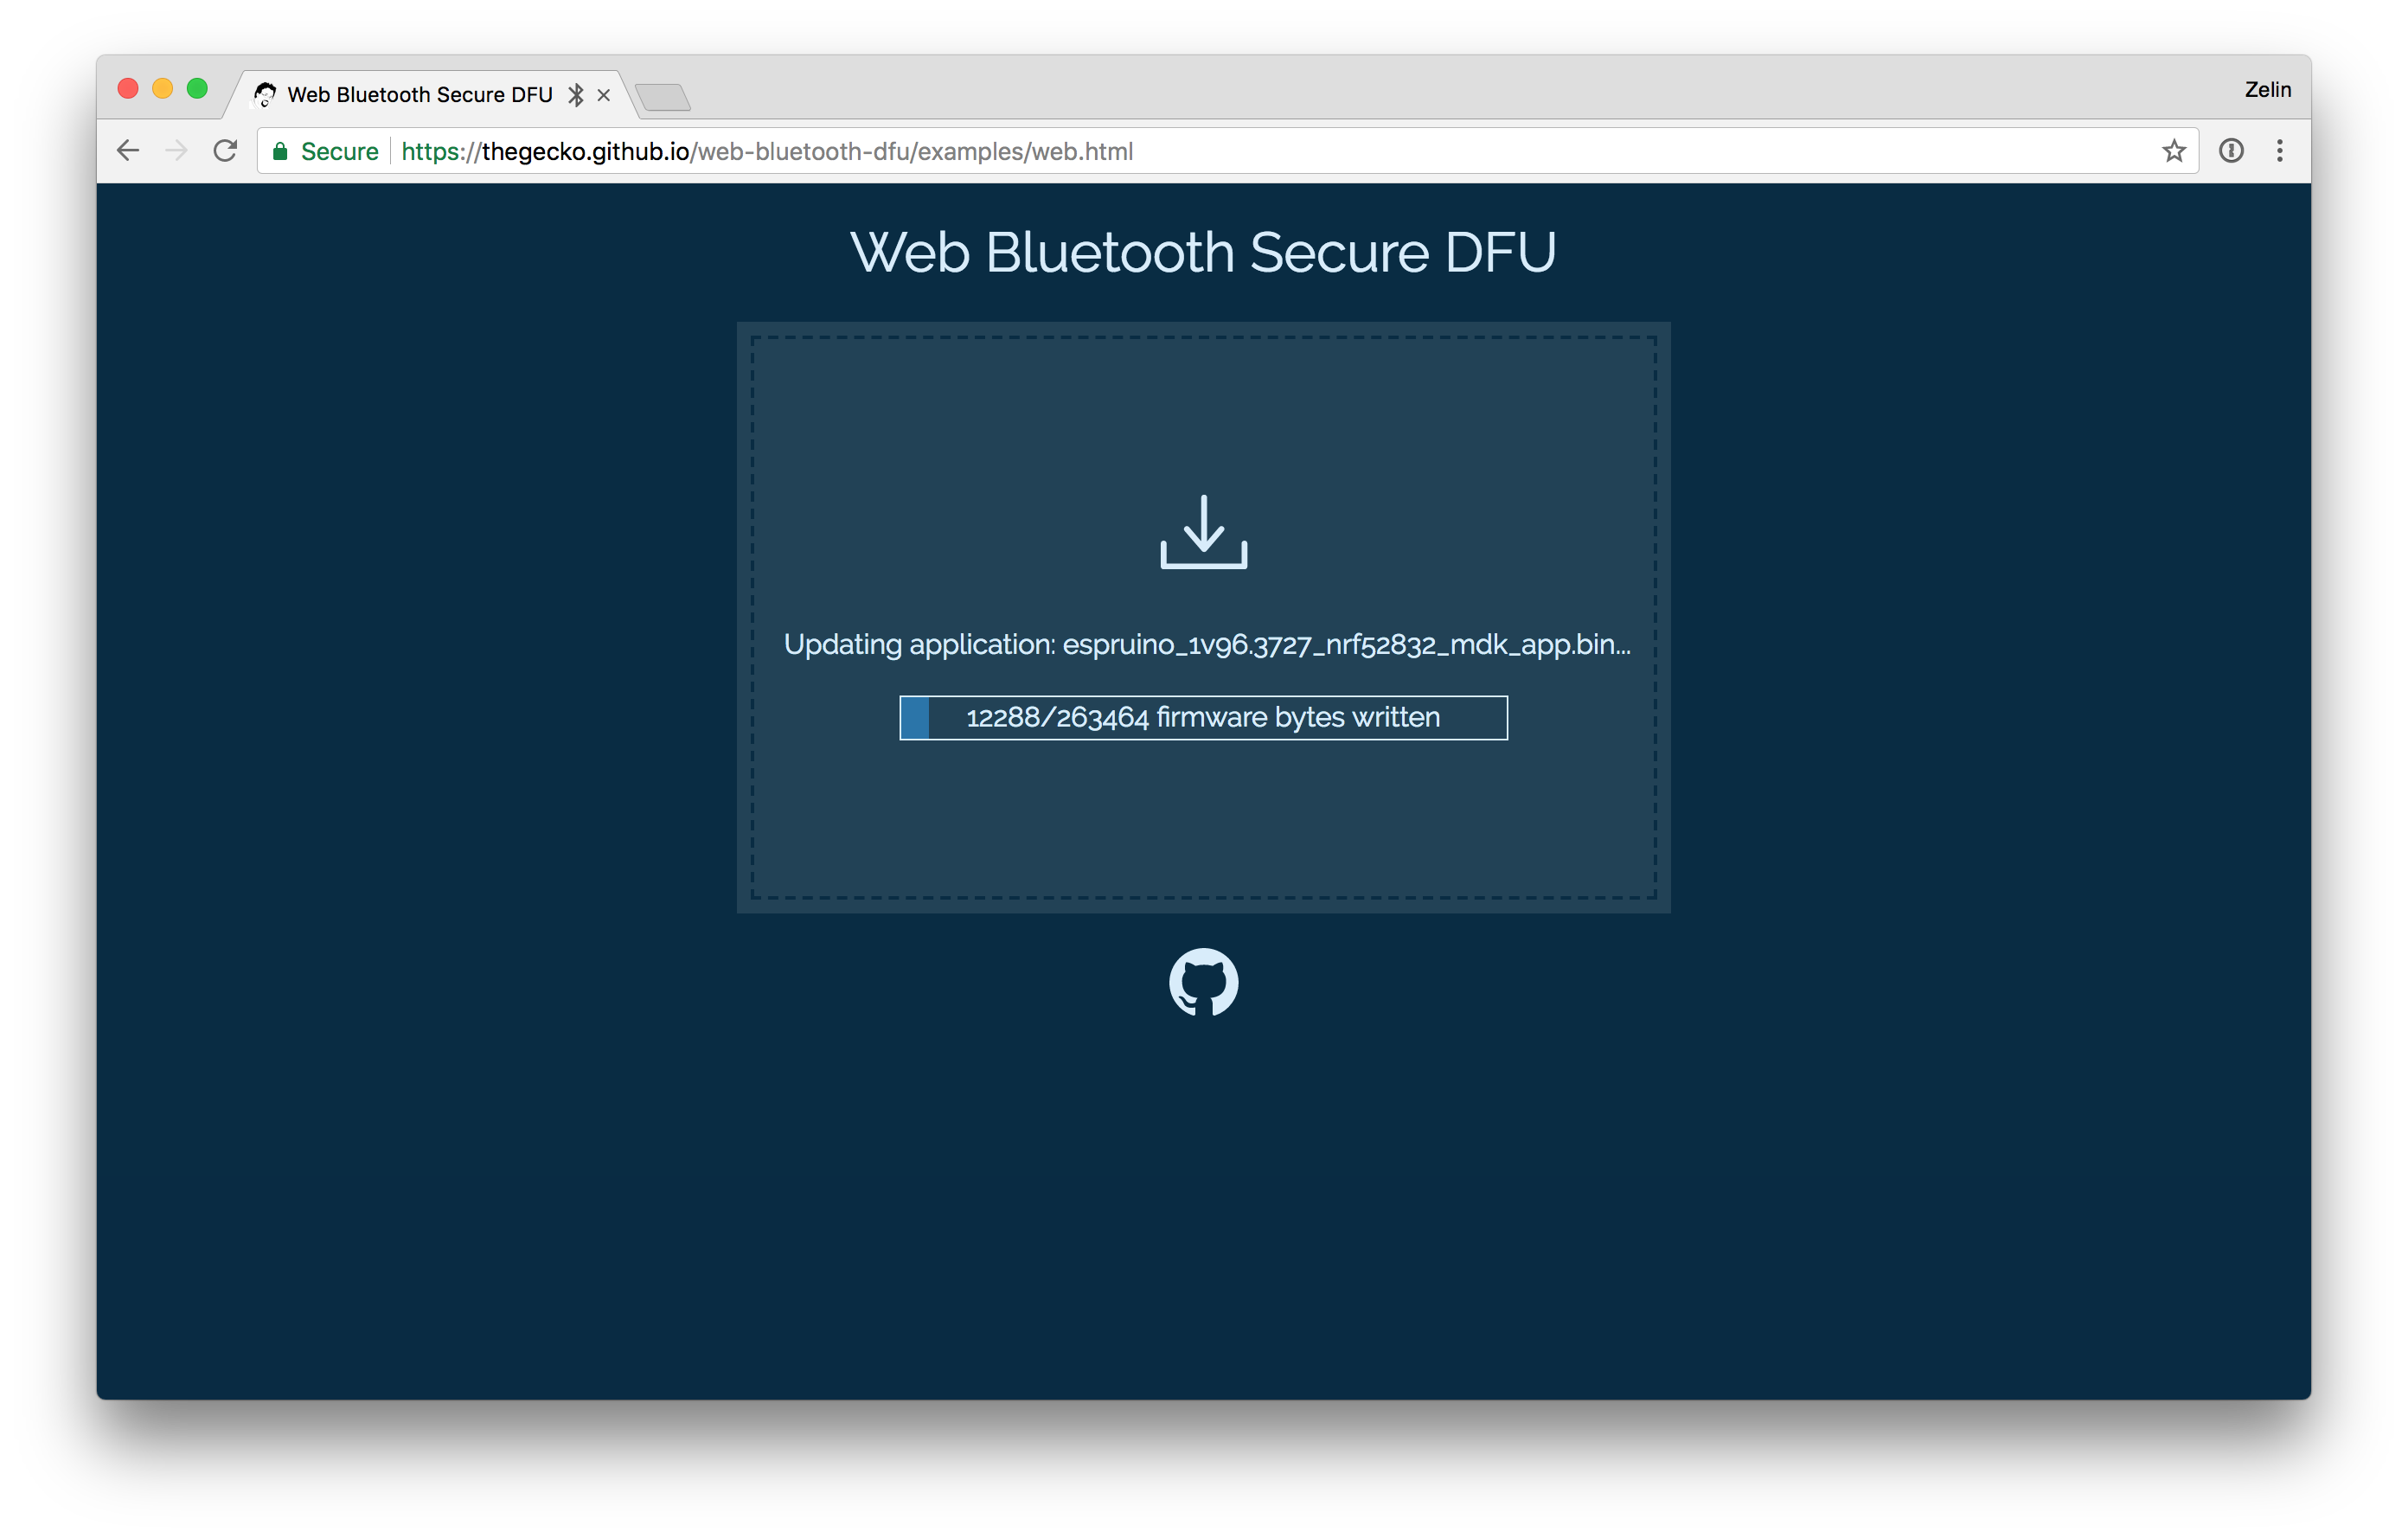 Web Bluetooth Secure DFU
Zelin
Secure https://thegecko.github.io/web-bluetooth-dfu/examples/web.html
Web Bluetooth Secure DFU
Updating application: espruino_1v96.3727_nrf52832_mdk_app.bin...
12288/263464 firmware bytes written